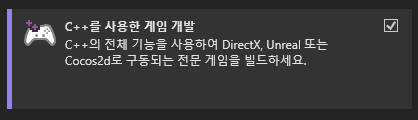 C++를 사용한 게임 개발
C++의 전체 기능을 사용하여 DirectX, Unreal 또는
Cocos2d로 구동되는 전문 게임을 빌드하세요.